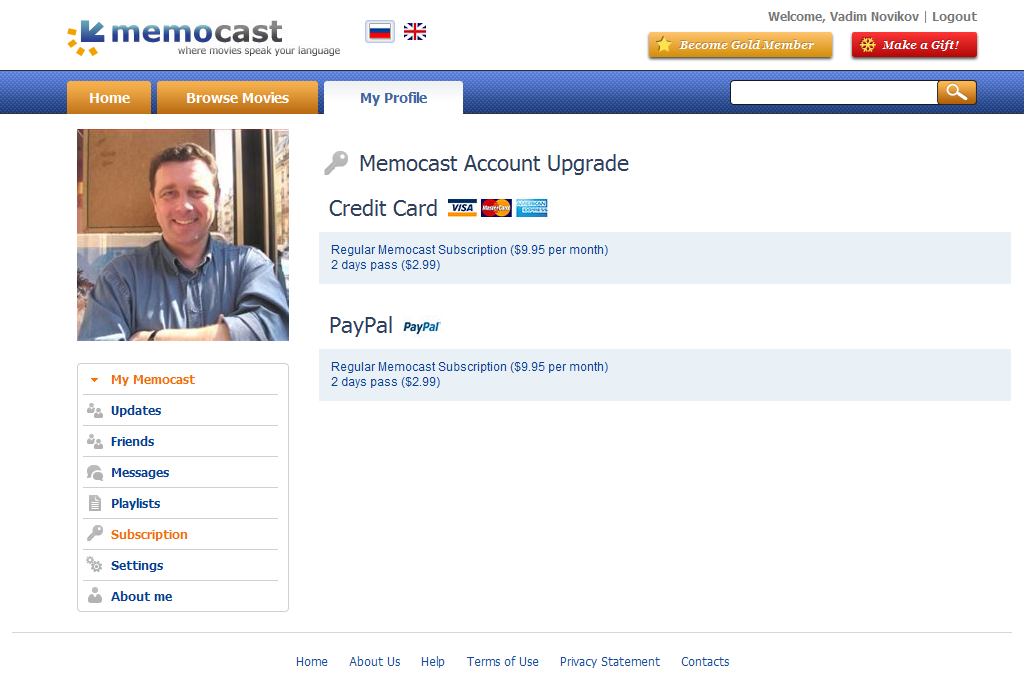 memocast
where movies speak your language
Welcome, Vadim Novikov | Logout
Become Gold Member
Make a Gift!
Home
Browse Movies
My Profile
Memocast Account Upgrade
Credit Card VISA MasterCard AMERICAN EXPRESS
Regular Memocast Subscription ($9.95 per month)
2 days pass ($2.99)
PayPal PayPal
Regular Memocast Subscription ($9.95 per month)
2 days pass ($2.99)
My Memocast
Updates
Friends
Messages
Playlists
Subscription
Settings
About me
Home About Us Help Terms of Use Privacy Statement Contacts